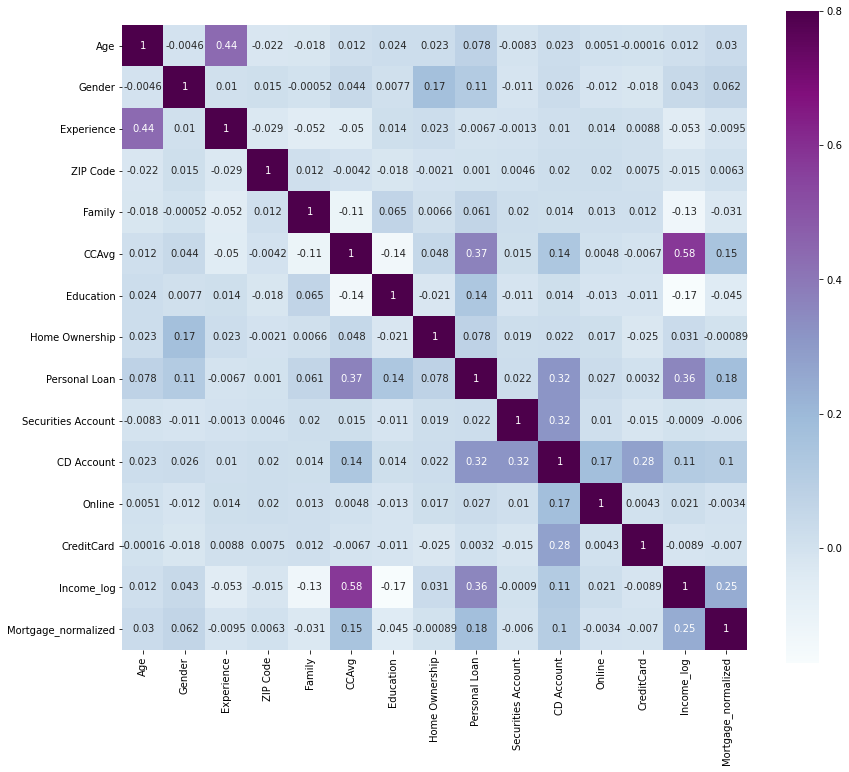 Age 1 -0.0046 0.44 -0.022 -0.018 0.012 0.024 0.023 0.078 -0.0083 0.023 0.0051 -0.00016 0.012 0.03
Gender -0.0046 1 0.01 0.015 -0.00052 0.044 0.0077 0.17 0.11 -0.011 0.026 -0.012 -0.018 0.043 0.062
Experience 0.44 0.01 1 -0.029 -0.052 -0.05 0.014 0.023 -0.0067 -0.0013 0.01 0.014 0.0088 -0.053 -0.0095
ZIP Code -0.022 0.015 -0.029 1 0.012 -0.0042 -0.018 -0.0021 0.001 0.0046 0.02 0.02 0.0075 -0.015 0.0063
Family -0.018 -0.00052 -0.052 0.012 1 -0.11 0.065 0.0066 0.061 0.02 0.014 0.013 0.012 -0.13 -0.031
CCAvg 0.012 0.044 -0.05 -0.0042 -0.11 1 -0.14 0.048 0.37 0.015 0.14 0.0048 -0.0067 0.58 0.15
Education 0.024 0.0077 0.014 -0.018 0.065 -0.14 1 -0.021 0.14 -0.011 0.014 -0.013 -0.011 -0.17 -0.045
Home Ownership 0.023 0.17 0.023 -0.0021 0.0066 0.048 -0.021 1 0.078 0.019 0.022 0.017 -0.025 0.031 -0.00089
Personal Loan 0.078 0.11 -0.0067 0.001 0.061 0.37 0.14 0.078 1 0.022 0.32 0.027 0.0032 0.36 0.18
Securities Account -0.0083 -0.011 -0.0013 0.0046 0.02 0.015 -0.011 0.019 0.022 1 0.32 0.01 -0.015 -0.0009 -0.006
CD Account 0.023 0.026 0.01 0.02 0.014 0.14 0.014 0.022 0.32 0.32 1 0.17 0.28 0.11 0.1
Online 0.0051 -0.012 0.014 0.02 0.013 0.0048 -0.013 0.017 0.027 0.01 0.17 1 0.0043 0.021 -0.0034
CreditCard -0.00016 -0.018 0.0088 0.0075 0.012 -0.0067 -0.011 -0.025 0.0032 -0.015 0.28 0.0043 1 -0.0089 -0.007
Income_log 0.012 0.043 -0.053 -0.015 -0.13 0.58 -0.17 0.031 0.36 -0.0009 0.11 0.021 -0.0089 1 0.25
Mortgage_normalized 0.03 0.062 -0.0095 0.0063 -0.031 0.15 -0.045 -0.00089 0.18 -0.006 0.1 -0.0034 -0.007 0.25 1
Age
Gender
Experience
ZIP Code
Family
CCAvg
Education
Home Ownership
Personal Loan
Securities Account
CD Account
Online
CreditCard
Income_log
Mortgage_normalized
0.8
0.6
0.4
0.2
0.0